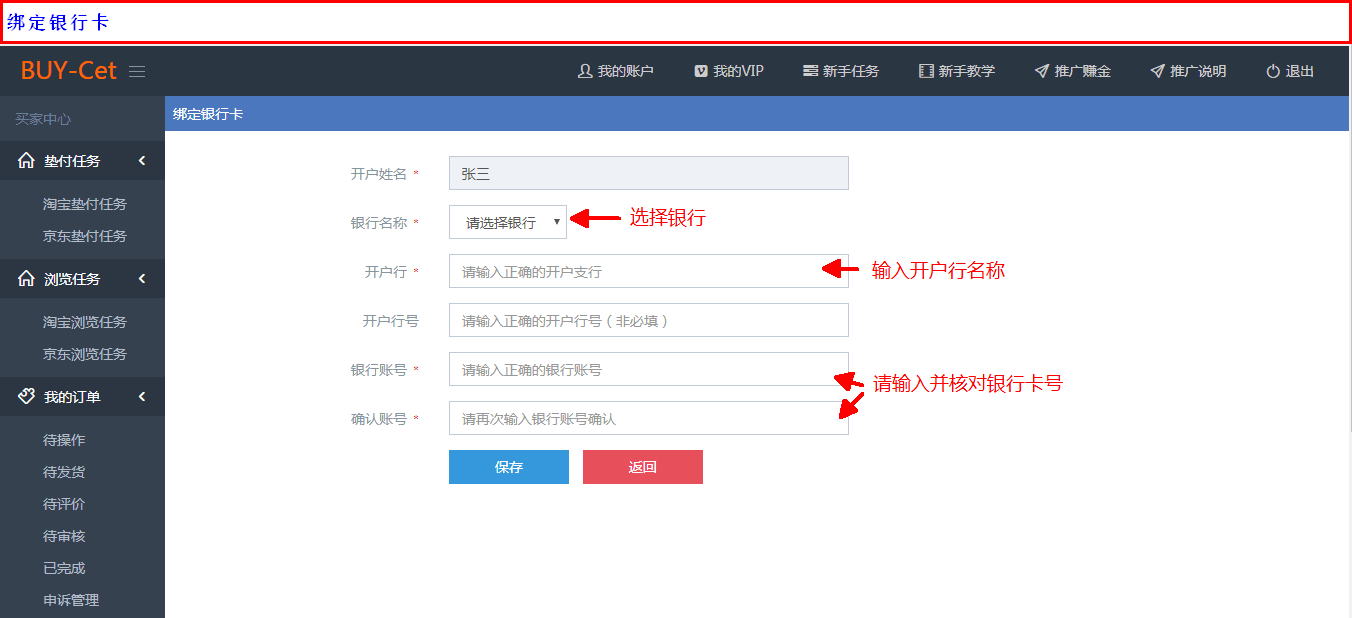 绑定银行卡
BUY-Cet
我的账户
我的VIP
新手任务
新手教学
推广赚金
推广说明
退出
买家中心
垫付任务
淘宝垫付任务
京东垫付任务
浏览任务
淘宝浏览任务
京东浏览任务
我的订单
待操作
待发货
待评价
待审核
已完成
申诉管理
绑定银行卡
开户姓名 * 张三
银行名称 * 请选择银行 选择银行
开户行 * 请输入正确的开户支行 输入开户行名称
开户行号 请输入正确的开户行号（非必填）
银行账号 * 请输入正确的银行账号
请输入并核对银行卡号
确认账号 * 请再次输入银行账号确认
保存 返回